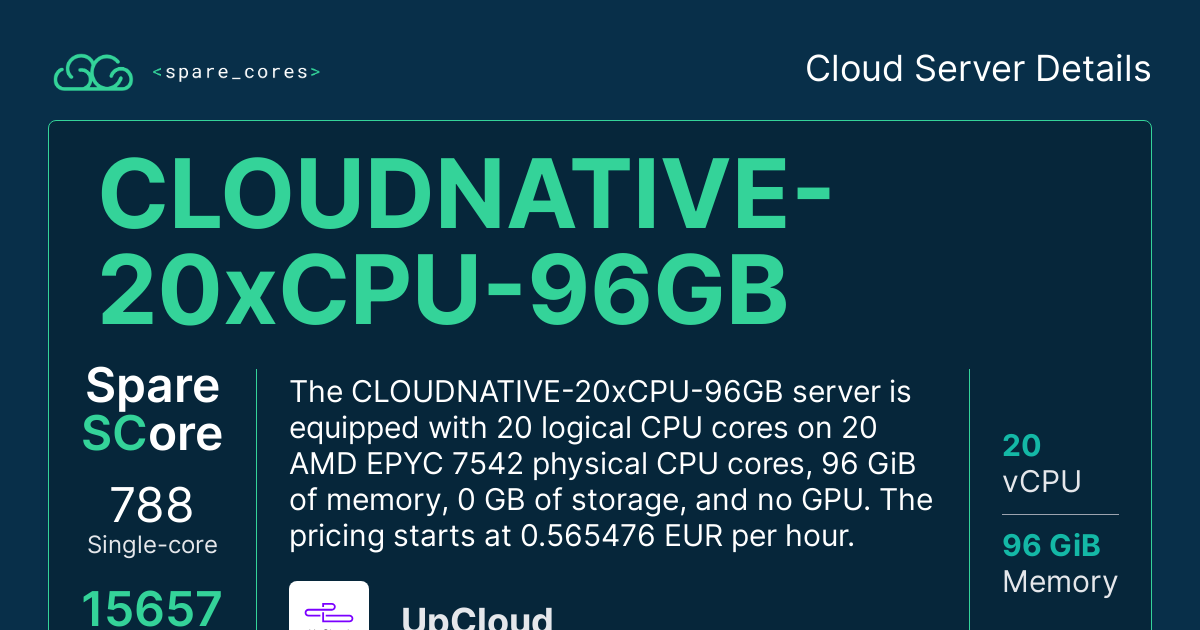 <spare_cores>
Cloud Server Details
CLOUDNATIVE-
20xCPU-96GB
Spare
SCore
788
Single-core
15657
The CLOUDNATIVE-20xCPU-96GB server is
equipped with 20 logical CPU cores on 20
AMD EPYC 7542 physical CPU cores, 96 GiB
of memory, 0 GB of storage, and no GPU. The
pricing starts at 0.565476 EUR per hour.
UpCloud
20
vCPU
96 GiB
Memory